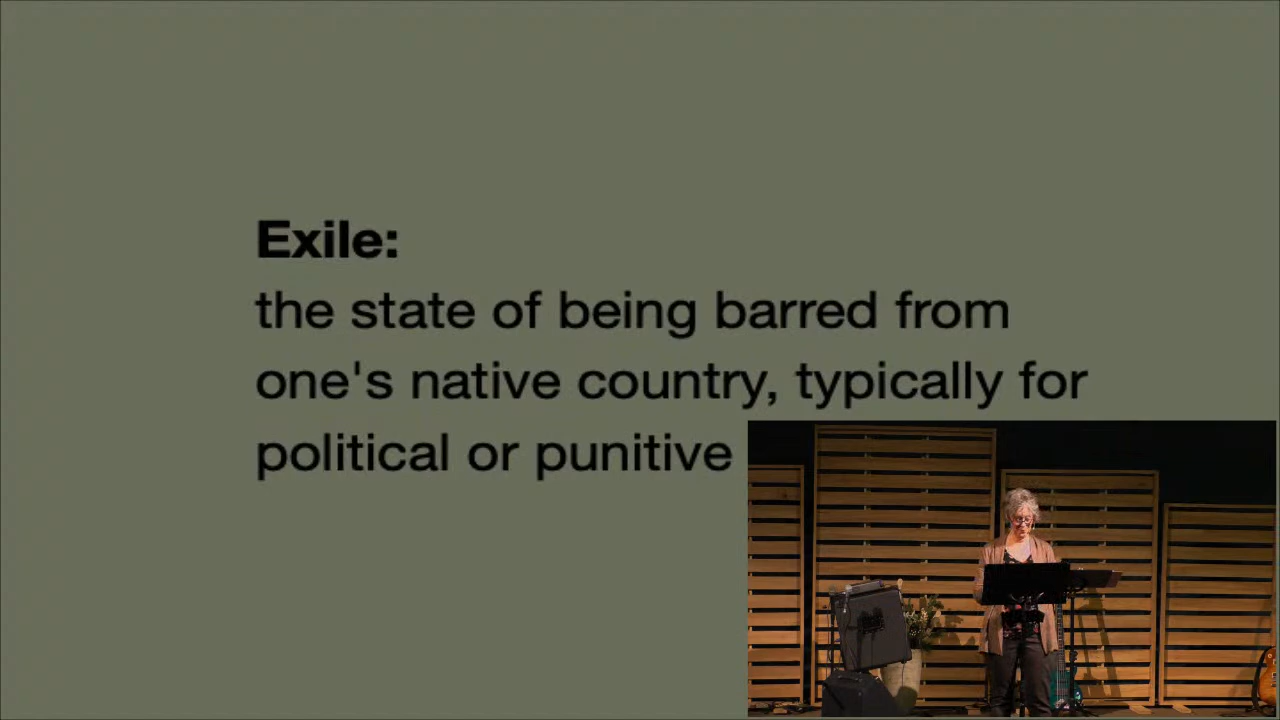 Exile:
the state of being barred from
one's native country, typically for
political or punitive